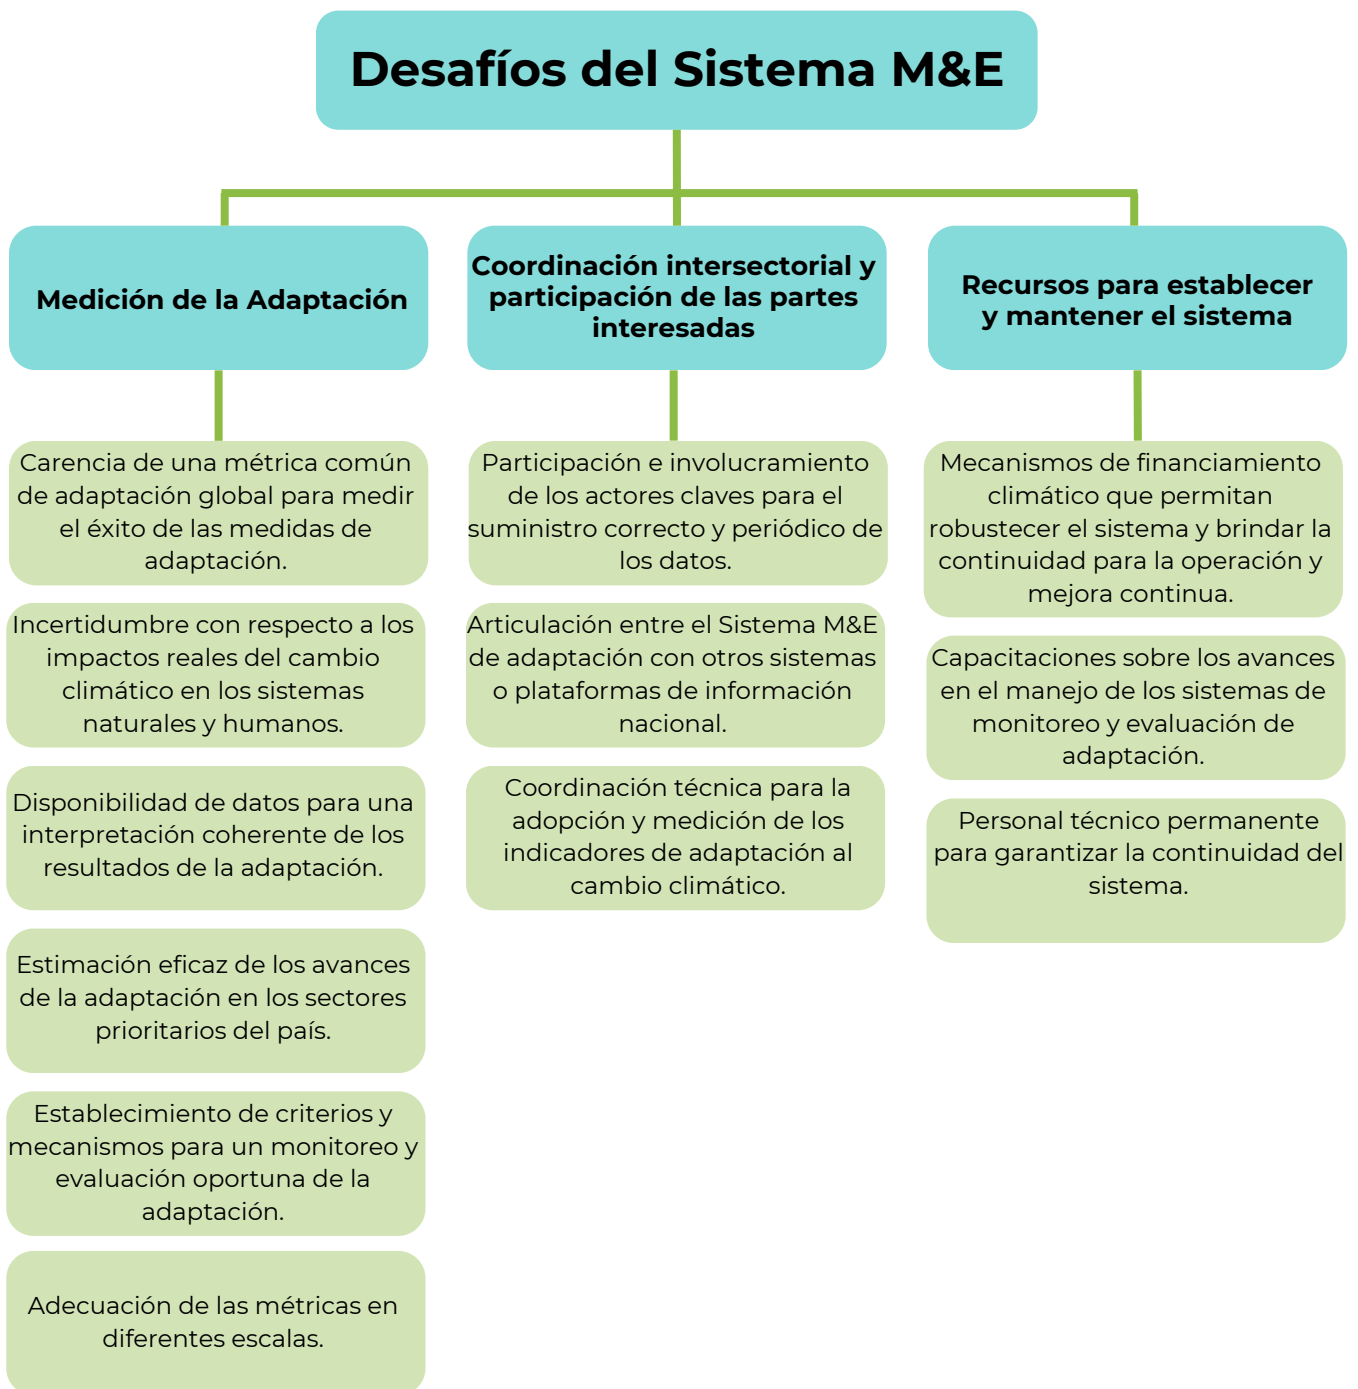 Desafíos del Sistema M&E
Medición de la Adaptación
Carencia de una métrica común
de adaptación global para medir
el éxito de las medidas de
adaptación.
Incertidumbre con respecto a los
impactos reales del cambio
climático en los sistemas
naturales y humanos.
Disponibilidad de datos para una
interpretación coherente de los
resultados de la adaptación.
Estimación eficaz de los avances
de la adaptación en los sectores
prioritarios del país.
Establecimiento de criterios y
mecanismos para un monitoreo y
evaluación oportuna de la
adaptación.
Adecuación de las métricas en
diferentes escalas.
Coordinación intersectorial y
participación de las partes
interesadas
Participación e involucramiento
de los actores claves para el
suministro correcto y periódico de
los datos.
Articulación entre el Sistema M&E
de adaptación con otros sistemas
o plataformas de información
nacional.
Coordinación técnica para la
adopción y medición de los
indicadores de adaptación al
cambio climático.
Recursos para establecer
y mantener el sistema
Mecanismos de financiamiento
climático que permitan
robustecer el sistema y brindar la
continuidad para la operación y
mejora continua.
Capacitaciones sobre los avances
en el manejo de los sistemas de
monitoreo y evaluación de
adaptación.
Personal técnico permanente
para garantizar la continuidad del
sistema.